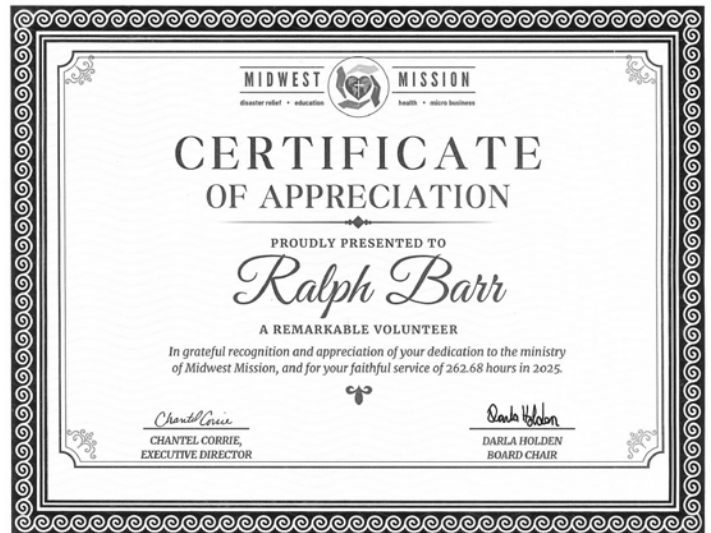 MIDWEST MISSION
disaster relief • education health • micro business
CERTIFICATE
OF APPRECIATION
PROUDLY PRESENTED TO
Ralph Barr
A REMARKABLE VOLUNTEER
In grateful recognition and appreciation of your dedication to the ministry
of Midwest Mission, and for your faithful service of 262.68 hours in 2025.
Chantel Corrie Darla Holden
CHANTEL CORRIE, DARLA HOLDEN
EXECUTIVE DIRECTOR BOARD CHAIR